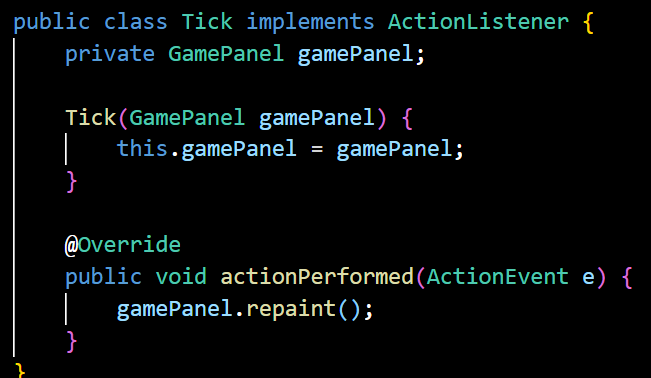 public class Tick implements ActionListener {
    private GamePanel gamePanel;

    Tick(GamePanel gamePanel) {
        this.gamePanel = gamePanel;
    }

    @Override
    public void actionPerformed(ActionEvent e) {
        gamePanel.repaint();
    }
}